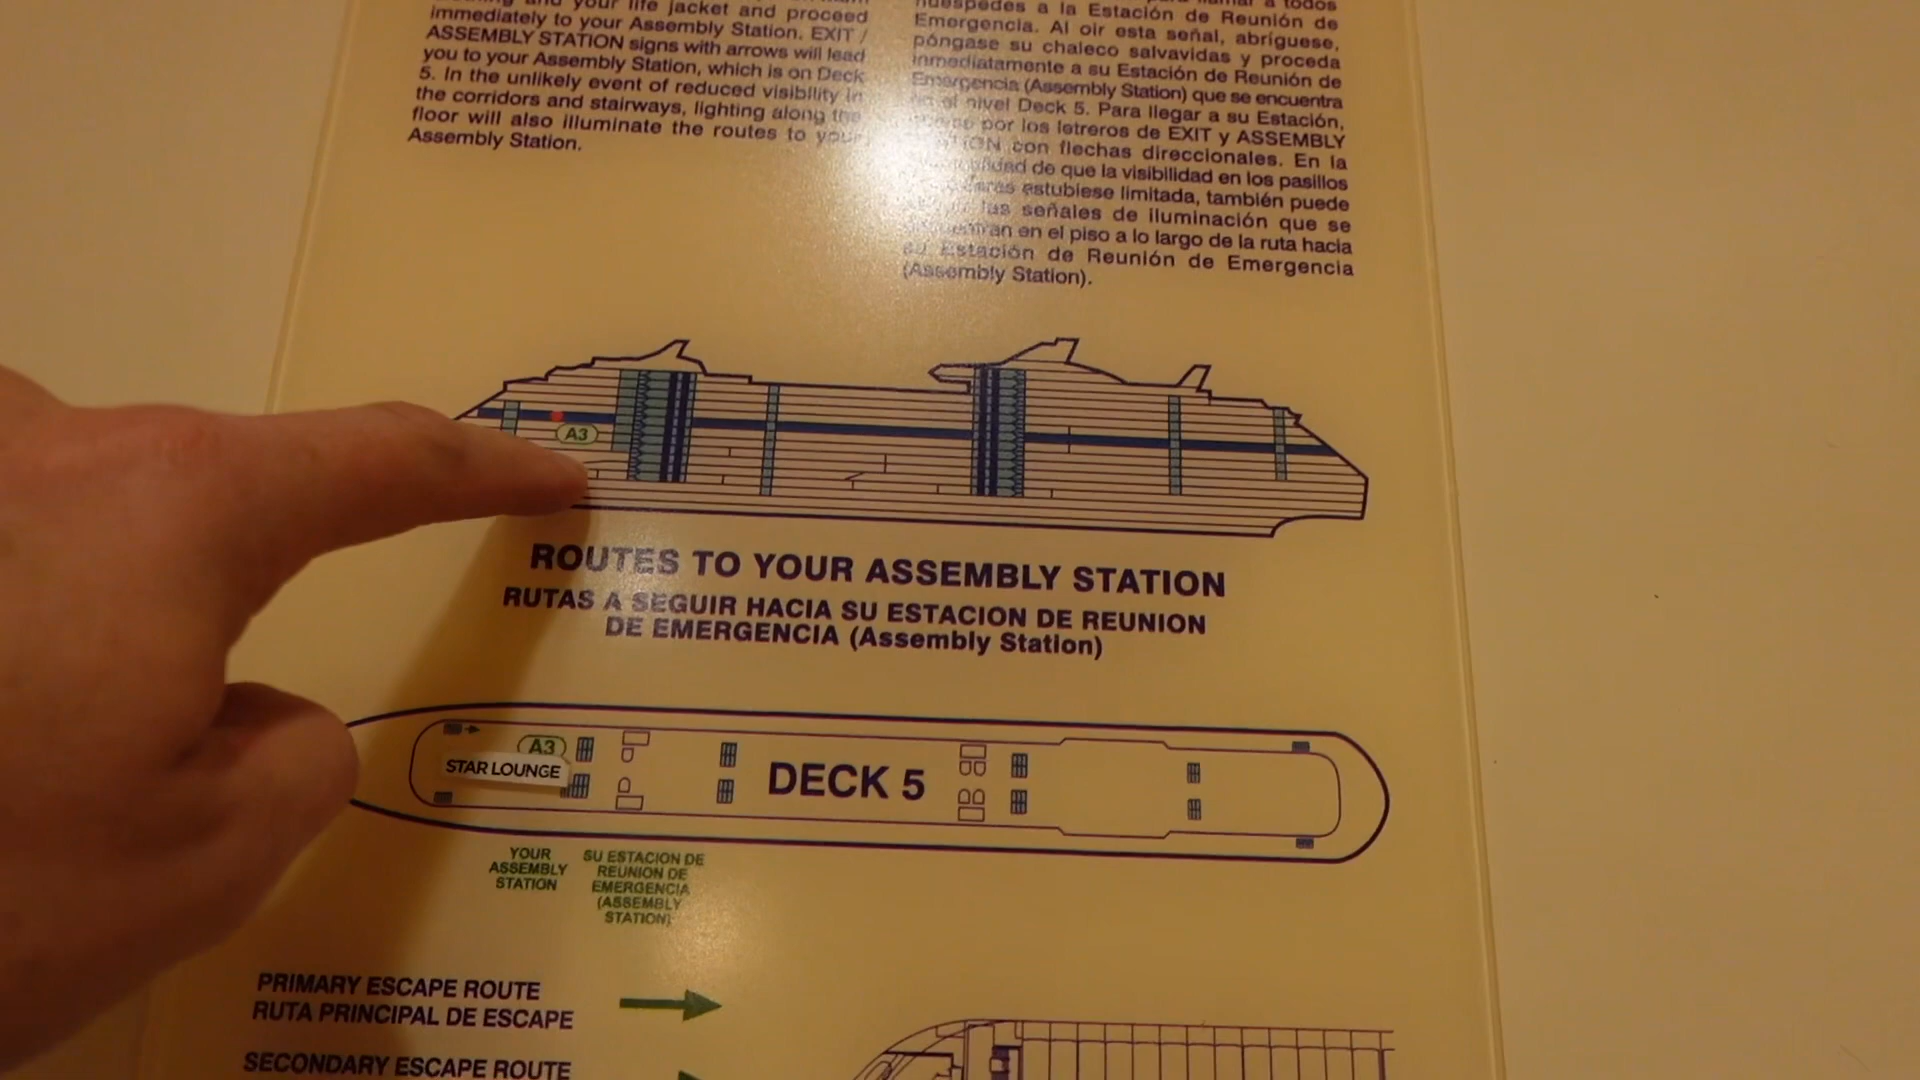 your life jacket and proceed
immediately to your Assembly Station. EXIT /
ASSEMBLY STATION signs with arrows will lead
you to your Assembly Station, which is on Deck
5. In the unlikely event of reduced visibility in
the corridors and stairways, lighting along the
floor will also illuminate the routes to your
Assembly Station.
huéspedes a la Estación de Reunión de
Emergencia. Al oir esta señal, abríguese,
póngase su chaleco salvavidas y proceda
inmediatamente a su Estación de Reunión de
Emergencia (Assembly Station) que se encuentra
el nivel Deck 5. Para llegar a su Estación,
por los letreros de EXIT y ASSEMBLY
con flechas direccionales. En la
de que la visibilidad en los pasillos
estubiese limitada, también puede
las señales de iluminación que se
en el piso a lo largo de la ruta hacia
su Estación de Reunión de Emergencia
(Assembly Station).
A3
ROUTES TO YOUR ASSEMBLY STATION
RUTAS A SEGUIR HACIA SU ESTACION DE REUNION
DE EMERGENCIA (Assembly Station)
A3
STAR LOUNGE
DECK 5
YOUR
ASSEMBLY
STATION
SU ESTACION DE
REUNION DE
EMERGENCIA
(ASSEMBLY
STATION)
PRIMARY ESCAPE ROUTE
RUTA PRINCIPAL DE ESCAPE
SECONDARY ESCAPE ROUTE